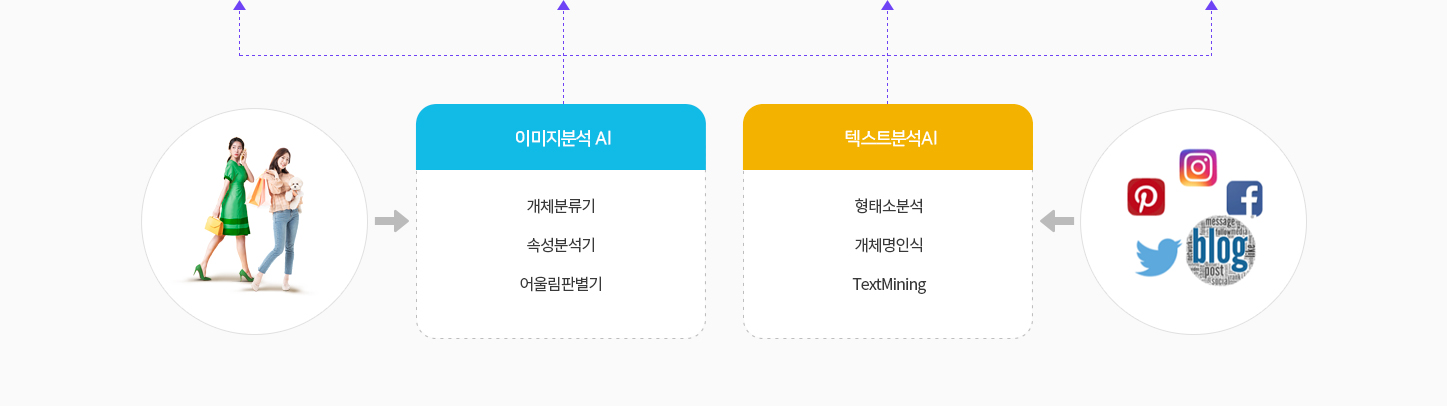 이미지분석 AI
개체분류기
속성분석기
어울림판별기
텍스트분석AI
형태소분석
개체명인식
TextMining
message
follow media
blog
like
post
social